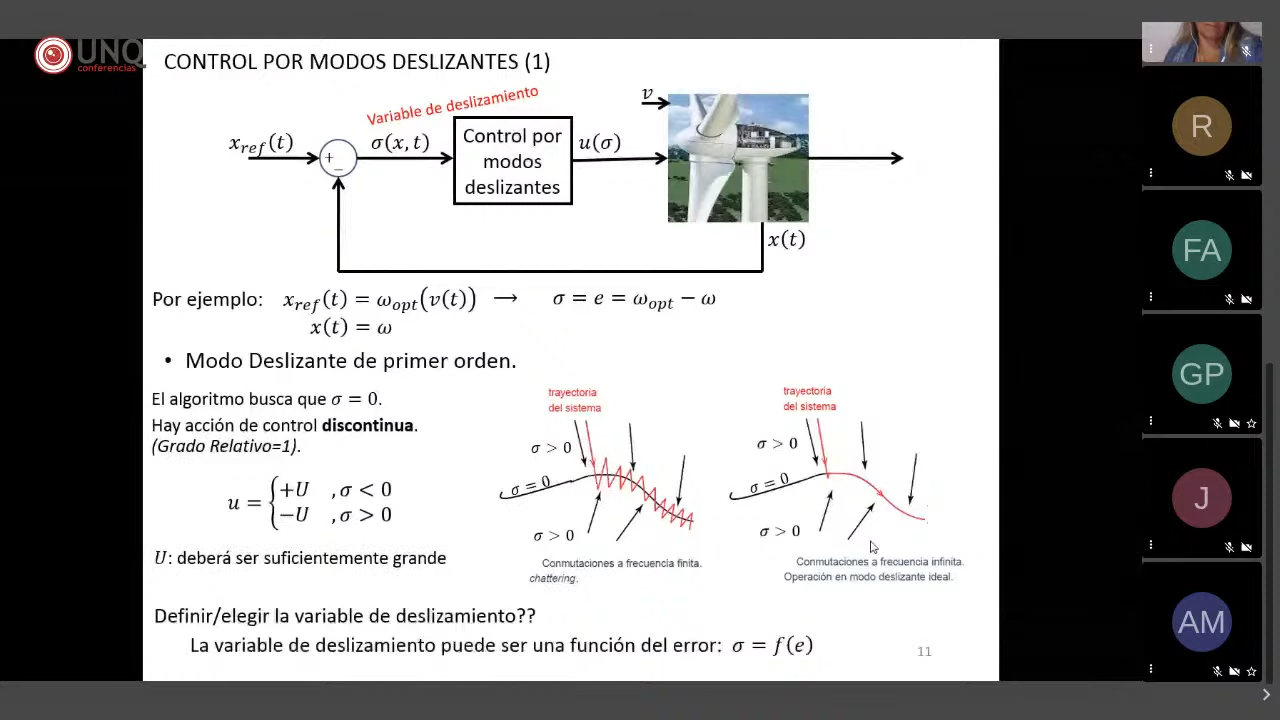 UNQ
conferencias
CONTROL POR MODOS DESLIZANTES (1)
Variable de deslizamiento
v
x_ref(t)
+
−
σ(x, t)
Control por
modos
deslizantes
u(σ)
x(t)
Por ejemplo: x_ref(t) = ω_opt(v(t)) → σ = e = ω_opt − ω
x(t) = ω
• Modo Deslizante de primer orden.
El algoritmo busca que σ = 0.
Hay acción de control discontinua.
(Grado Relativo=1).
u = {+U , σ < 0
−U , σ > 0
U: deberá ser suficientemente grande
trayectoria
del sistema
σ > 0
σ = 0
σ > 0
Conmutaciones a frecuencia finita.
chattering.
trayectoria
del sistema
σ > 0
σ = 0
σ > 0
Conmutaciones a frecuencia infinita.
Operación en modo deslizante ideal.
Definir/elegir la variable de deslizamiento??
La variable de deslizamiento puede ser una función del error: σ = f(e)
11
R
FA
GP
J
AM